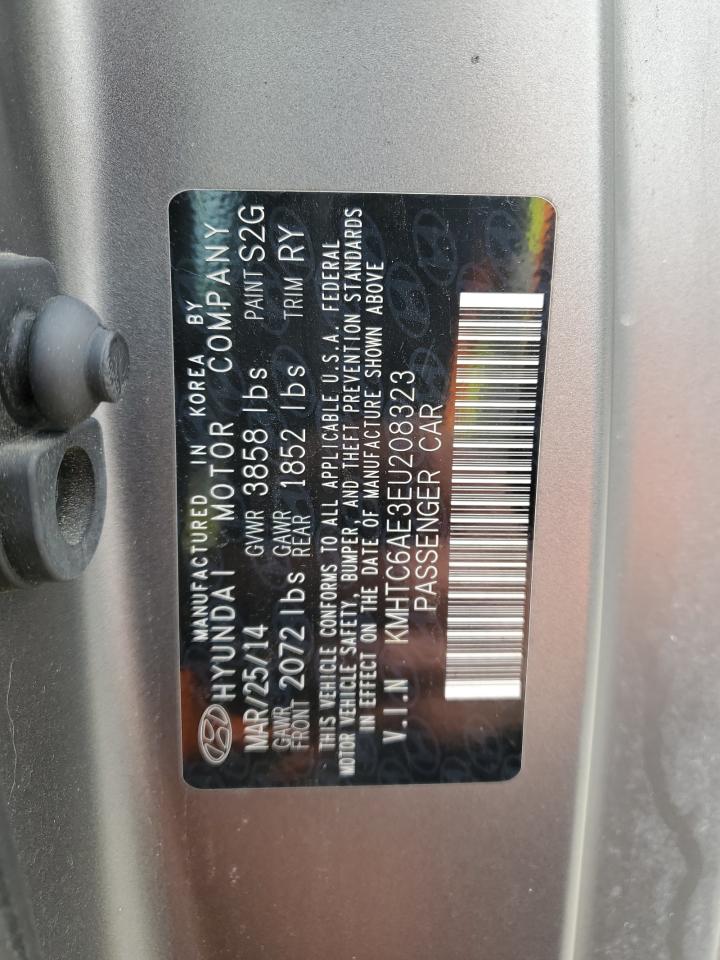 MANUFACTURED IN KOREA BY
HYUNDAI MOTOR COMPANY
MAR/25/14 GVWR 3858 lbs PAINT S2G
GAWR FRONT 2072 lbs GAWR REAR 1852 lbs TRIM RY
THIS VEHICLE CONFORMS TO ALL APPLICABLE U.S.A. FEDERAL
MOTOR VEHICLE SAFETY, BUMPER, AND THEFT PREVENTION STANDARDS
IN EFFECT ON THE DATE OF MANUFACTURE SHOWN ABOVE
V.I.N KMHTC6AE3EU208323
PASSENGER CAR